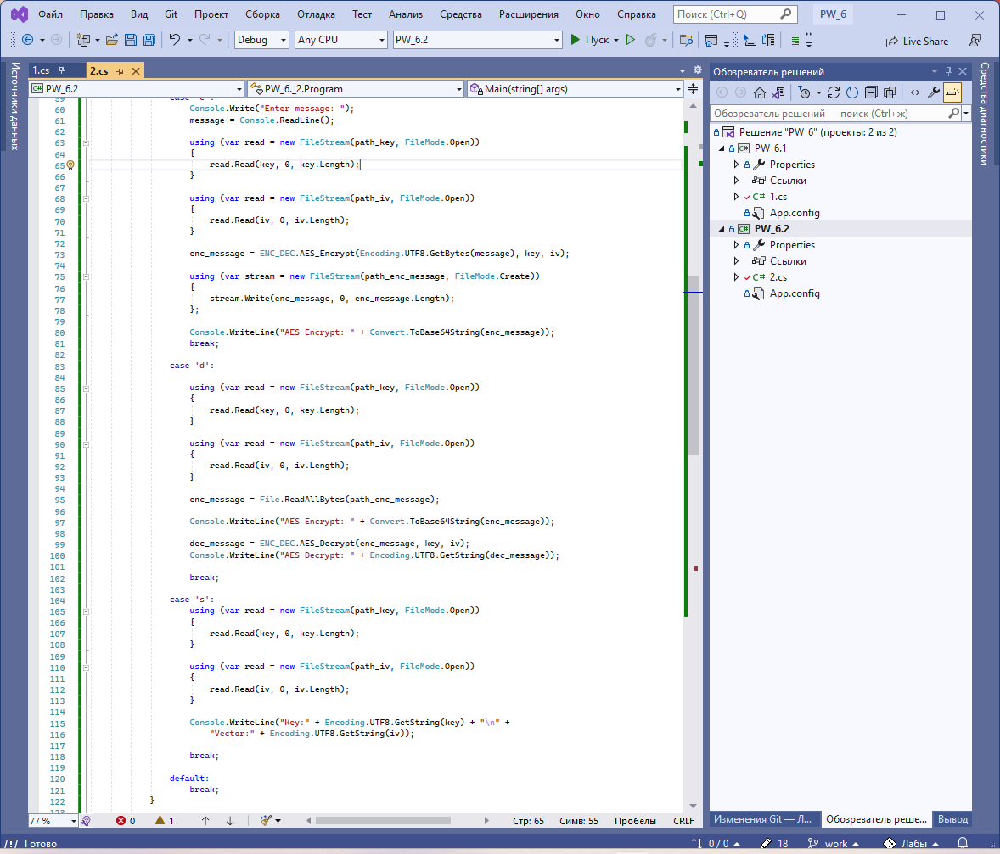 Файл Правка Вид Git Проект Сборка Отладка Тест Анализ Средства Расширения Окно Справка Поиск (Ctrl+Q) PW_6
Debug Any CPU PW_6.2 Пуск Live Share
Источники данных
1.cs 2.cs
PW_6.2 PW_6._2.Program Main(string[] args)
59
60 Console.Write("Enter message: ");
61 message = Console.ReadLine();
62
63 using (var read = new FileStream(path_key, FileMode.Open))
64 {
65 read.Read(key, 0, key.Length);
66 }
67
68 using (var read = new FileStream(path_iv, FileMode.Open))
69 {
70 read.Read(iv, 0, iv.Length);
71 }
72
73 enc_message = ENC_DEC.AES_Encrypt(Encoding.UTF8.GetBytes(message), key, iv);
74
75 using (var stream = new FileStream(path_enc_message, FileMode.Create))
76 {
77 stream.Write(enc_message, 0, enc_message.Length);
78 };
79
80 Console.WriteLine("AES Encrypt: " + Convert.ToBase64String(enc_message));
81 break;
82
83 case 'd':
84
85 using (var read = new FileStream(path_key, FileMode.Open))
86 {
87 read.Read(key, 0, key.Length);
88 }
89
90 using (var read = new FileStream(path_iv, FileMode.Open))
91 {
92 read.Read(iv, 0, iv.Length);
93 }
94
95 enc_message = File.ReadAllBytes(path_enc_message);
96
97 Console.WriteLine("AES Encrypt: " + Convert.ToBase64String(enc_message));
98
99 dec_message = ENC_DEC.AES_Decrypt(enc_message, key, iv);
100 Console.WriteLine("AES Decrypt: " + Encoding.UTF8.GetString(dec_message));
101
102 break;
103
104 case 's':
105 using (var read = new FileStream(path_key, FileMode.Open))
106 {
107 read.Read(key, 0, key.Length);
108 }
109
110 using (var read = new FileStream(path_iv, FileMode.Open))
111 {
112 read.Read(iv, 0, iv.Length);
113 }
114
115 Console.WriteLine("Key:" + Encoding.UTF8.GetString(key) + "\n" +
116 "Vector:" + Encoding.UTF8.GetString(iv));
117
118 break;
119
120 default:
121 break;
122 }
123
77 % 0 1 Стр: 65 Симв: 55 Пробелы CRLF
Обозреватель решений
Обозреватель решений — поиск (Ctrl+ж)
Решение "PW_6" (проекты: 2 из 2)
PW_6.1
Properties
Ссылки
C# 1.cs
App.config
PW_6.2
Properties
Ссылки
C# 2.cs
App.config
Изменения Git — Л... Обозреватель реше... Вывод
Средства диагностики
Готово 0 / 0 18 work Лабы